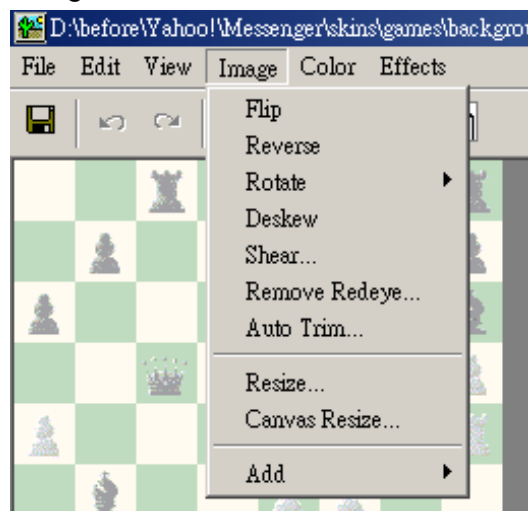 D:\before\Yahoo!\Messenger\skins\games\backgrou
File Edit View Image Color Effects
Flip
Reverse
Rotate
Deskew
Shear...
Remove Redeye...
Auto Trim...
Resize...
Canvas Resize...
Add